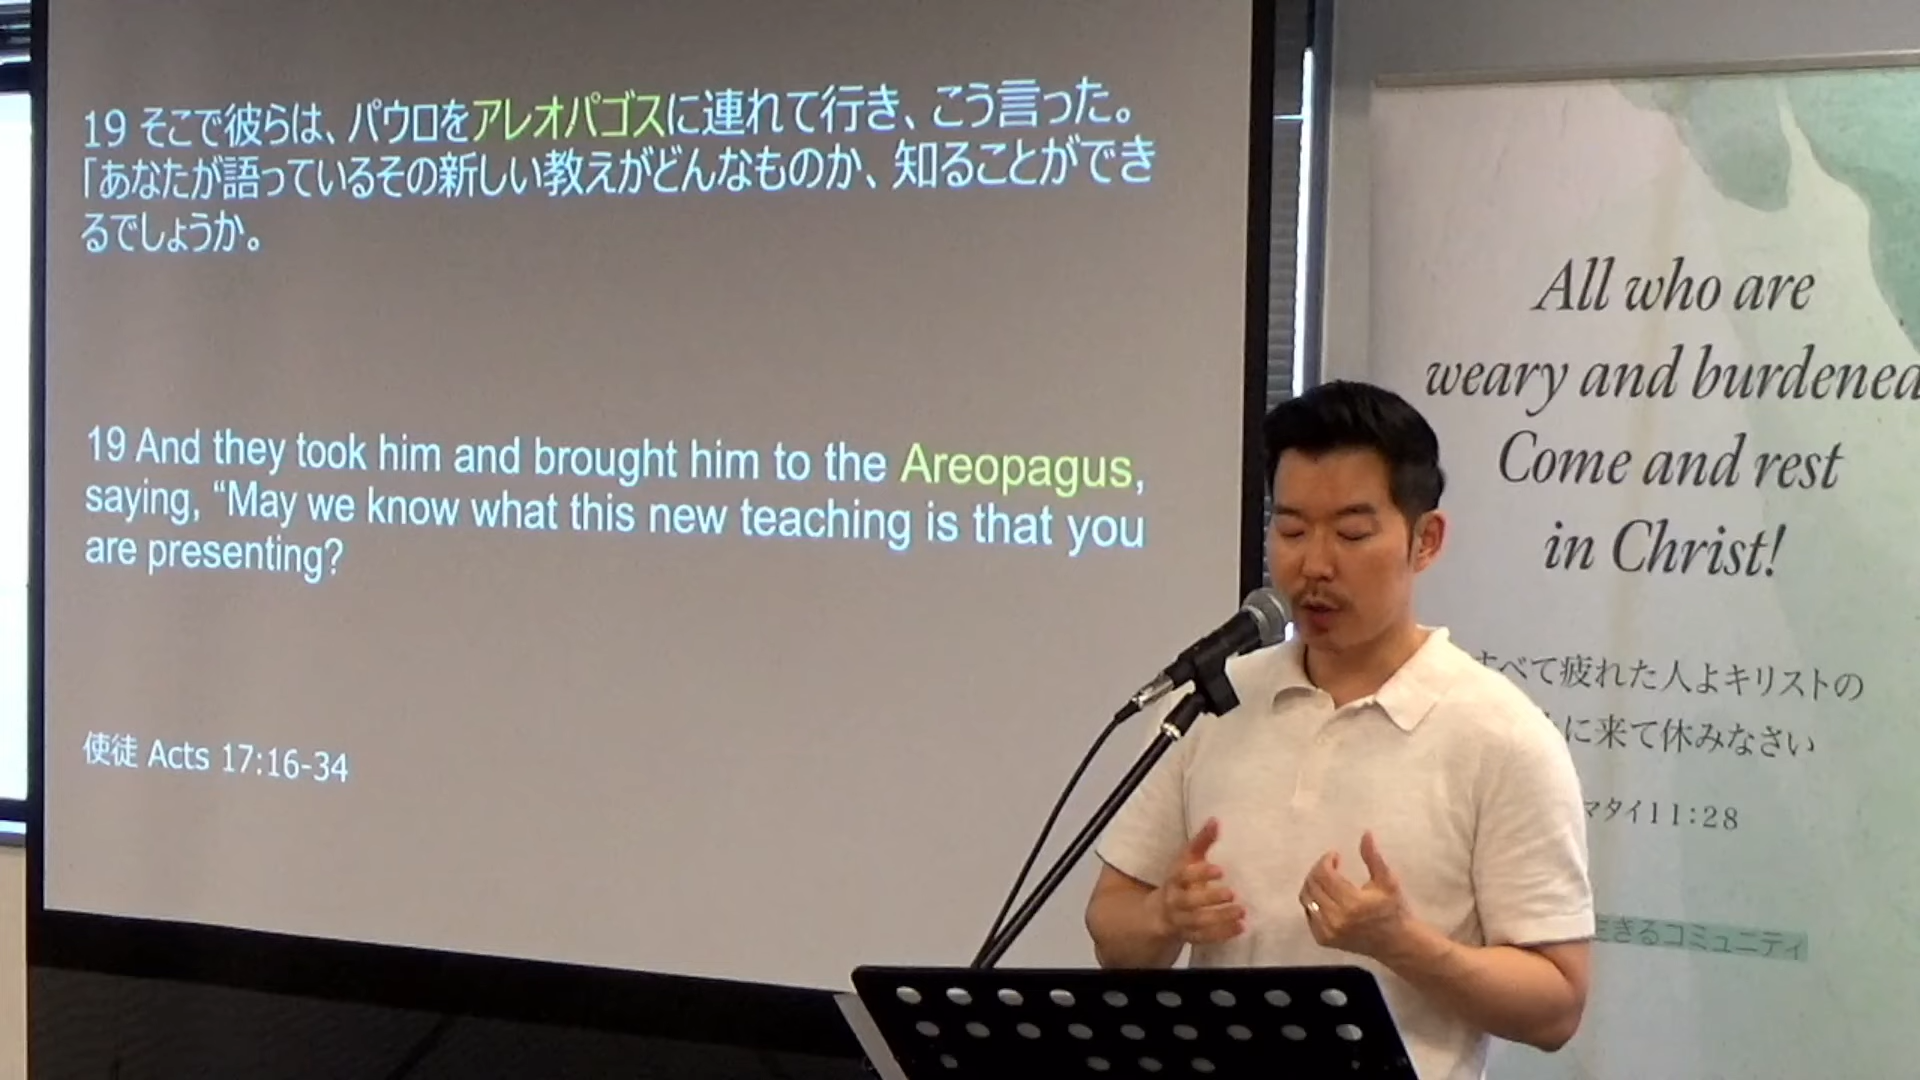 19 そこで彼らは、パウロをアレオパゴスに連れて行き、こう言った。
「あなたが語っているその新しい教えがどんなものか、知ることができ
るでしょうか。
19 And they took him and brought him to the Areopagus,
saying, “May we know what this new teaching is that you
are presenting?
使徒 Acts 17:16-34
All who are
weary and burdened
Come and rest
in Christ!
すべて疲れた人よキリストの
に来て休みなさい
マタイ11:28
生きるコミュニティ